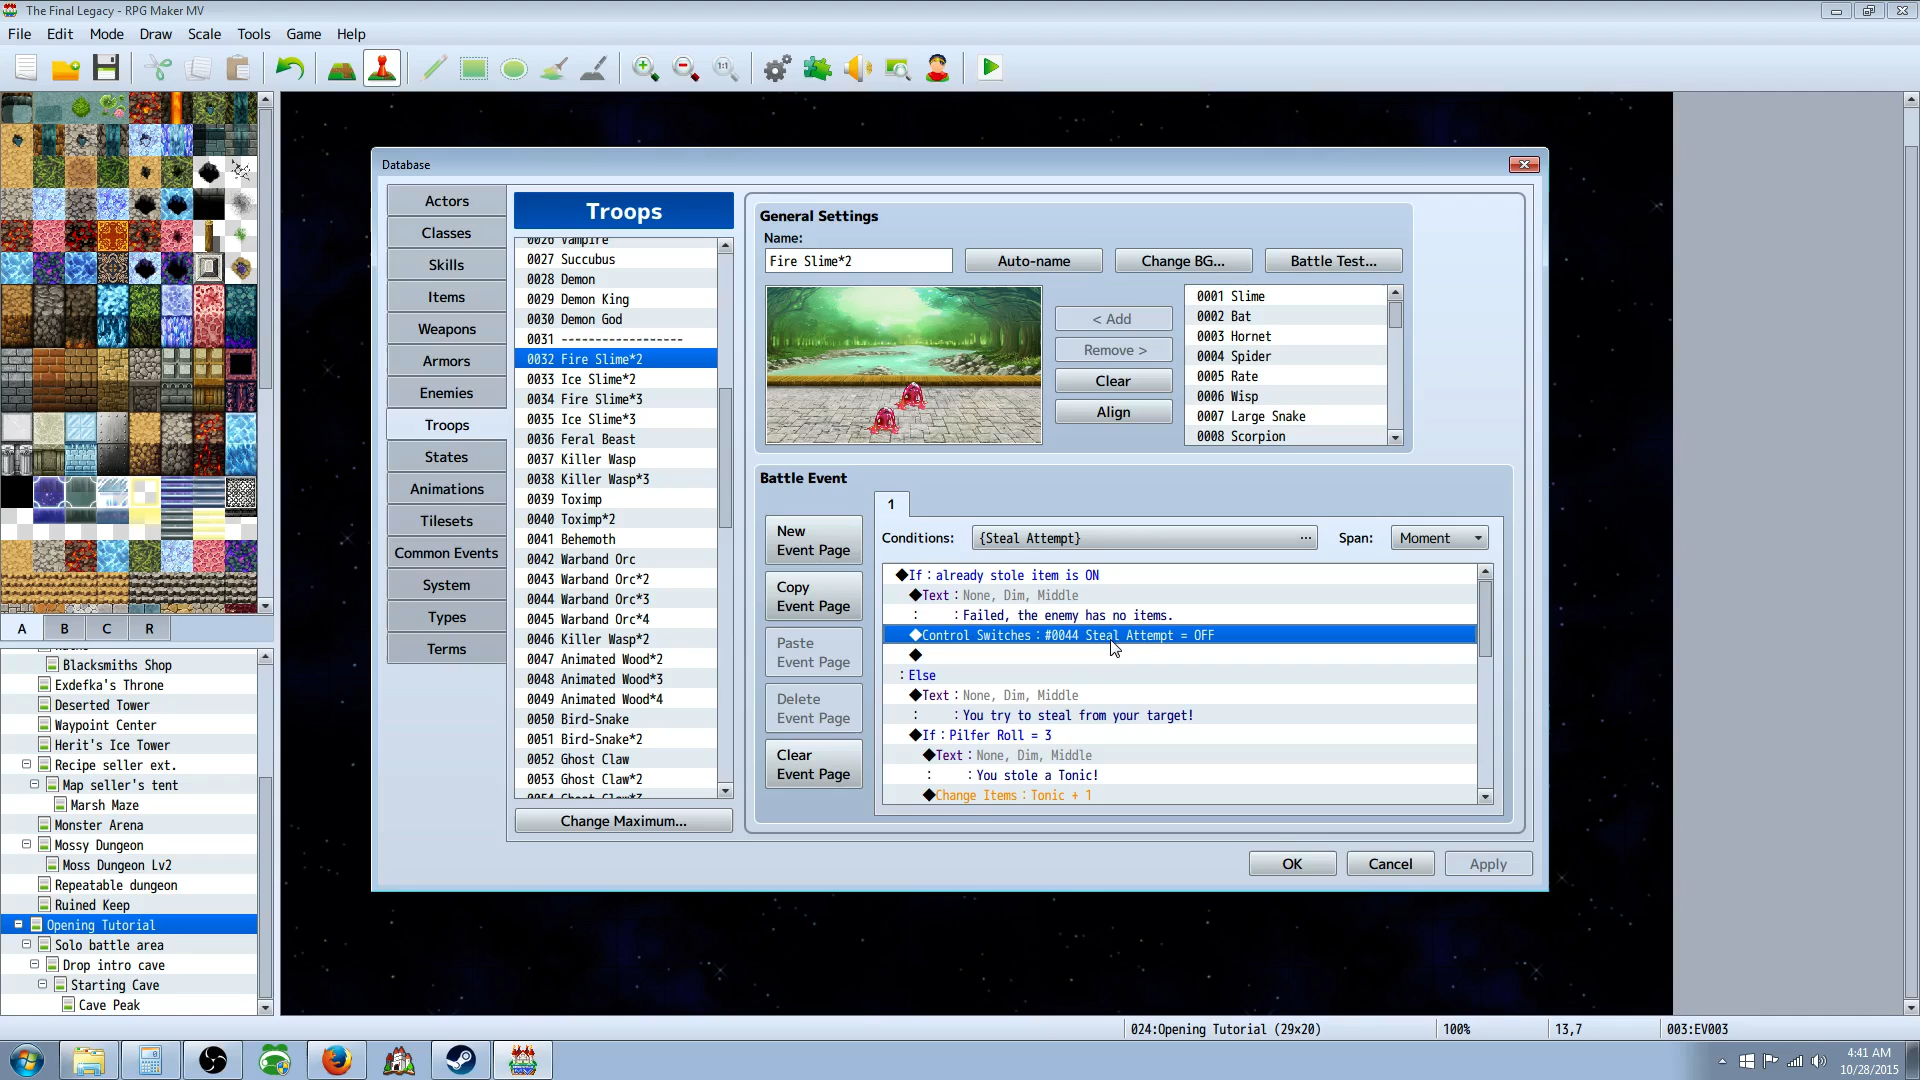 The Final Legacy - RPG Maker MV
File Edit Mode Draw Scale Tools Game Help
1:1
Database
Actors
Classes
Skills
Items
Weapons
Armors
Enemies
Troops
States
Animations
Tilesets
Common Events
System
Types
Terms
Troops
0026 Vampire
0027 Succubus
0028 Demon
0029 Demon King
0030 Demon God
0031 ------------------
0032 Fire Slime*2
0033 Ice Slime*2
0034 Fire Slime*3
0035 Ice Slime*3
0036 Feral Beast
0037 Killer Wasp
0038 Killer Wasp*3
0039 Toximp
0040 Toximp*2
0041 Behemoth
0042 Warband Orc
0043 Warband Orc*2
0044 Warband Orc*3
0045 Warband Orc*4
0046 Killer Wasp*2
0047 Animated Wood*2
0048 Animated Wood*3
0049 Animated Wood*4
0050 Bird-Snake
0051 Bird-Snake*2
0052 Ghost Claw
0053 Ghost Claw*2
0054 Ghost Claw*3
Change Maximum...
General Settings
Name:
Fire Slime*2
Auto-name
Change BG...
Battle Test...
< Add
Remove >
Clear
Align
0001 Slime
0002 Bat
0003 Hornet
0004 Spider
0005 Rate
0006 Wisp
0007 Large Snake
0008 Scorpion
Battle Event
New
Event Page
Copy
Event Page
Paste
Event Page
Delete
Event Page
Clear
Event Page
1
Conditions: {Steal Attempt} ... Span: Moment
◆If：already stole item is ON
◆Text：None, Dim, Middle
: ：Failed, the enemy has no items.
◆Control Switches：#0044 Steal Attempt = OFF
◆
：Else
◆Text：None, Dim, Middle
: ：You try to steal from your target!
◆If：Pilfer Roll = 3
◆Text：None, Dim, Middle
: ：You stole a Tonic!
◆Change Items：Tonic + 1
OK
Cancel
Apply
A B C R
Blacksmiths Shop
Exdefka's Throne
Deserted Tower
Waypoint Center
Herit's Ice Tower
Recipe seller ext.
Map seller's tent
Marsh Maze
Monster Arena
Mossy Dungeon
Moss Dungeon Lv2
Repeatable dungeon
Ruined Keep
Opening Tutorial
Solo battle area
Drop intro cave
Starting Cave
Cave Peak
024:Opening Tutorial (29x20)
100%
13,7
003:EV003
4:41 AM
10/28/2015